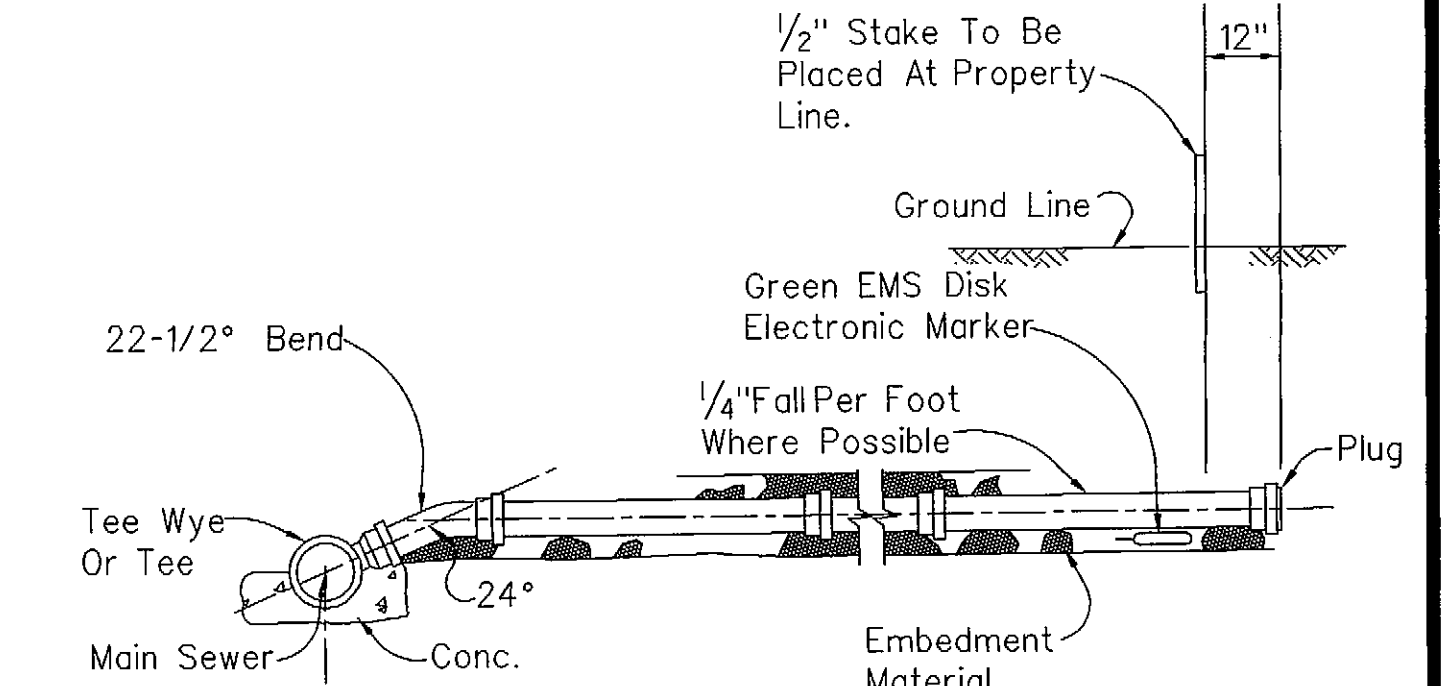 1/2" Stake To Be
Placed At Property
Line.
12"
Ground Line
Green EMS Disk
Electronic Marker
22-1/2° Bend
1/4"Fall Per Foot
Where Possible
Plug
Tee Wye
Or Tee
24°
Main Sewer
Conc.
Embedment
Material